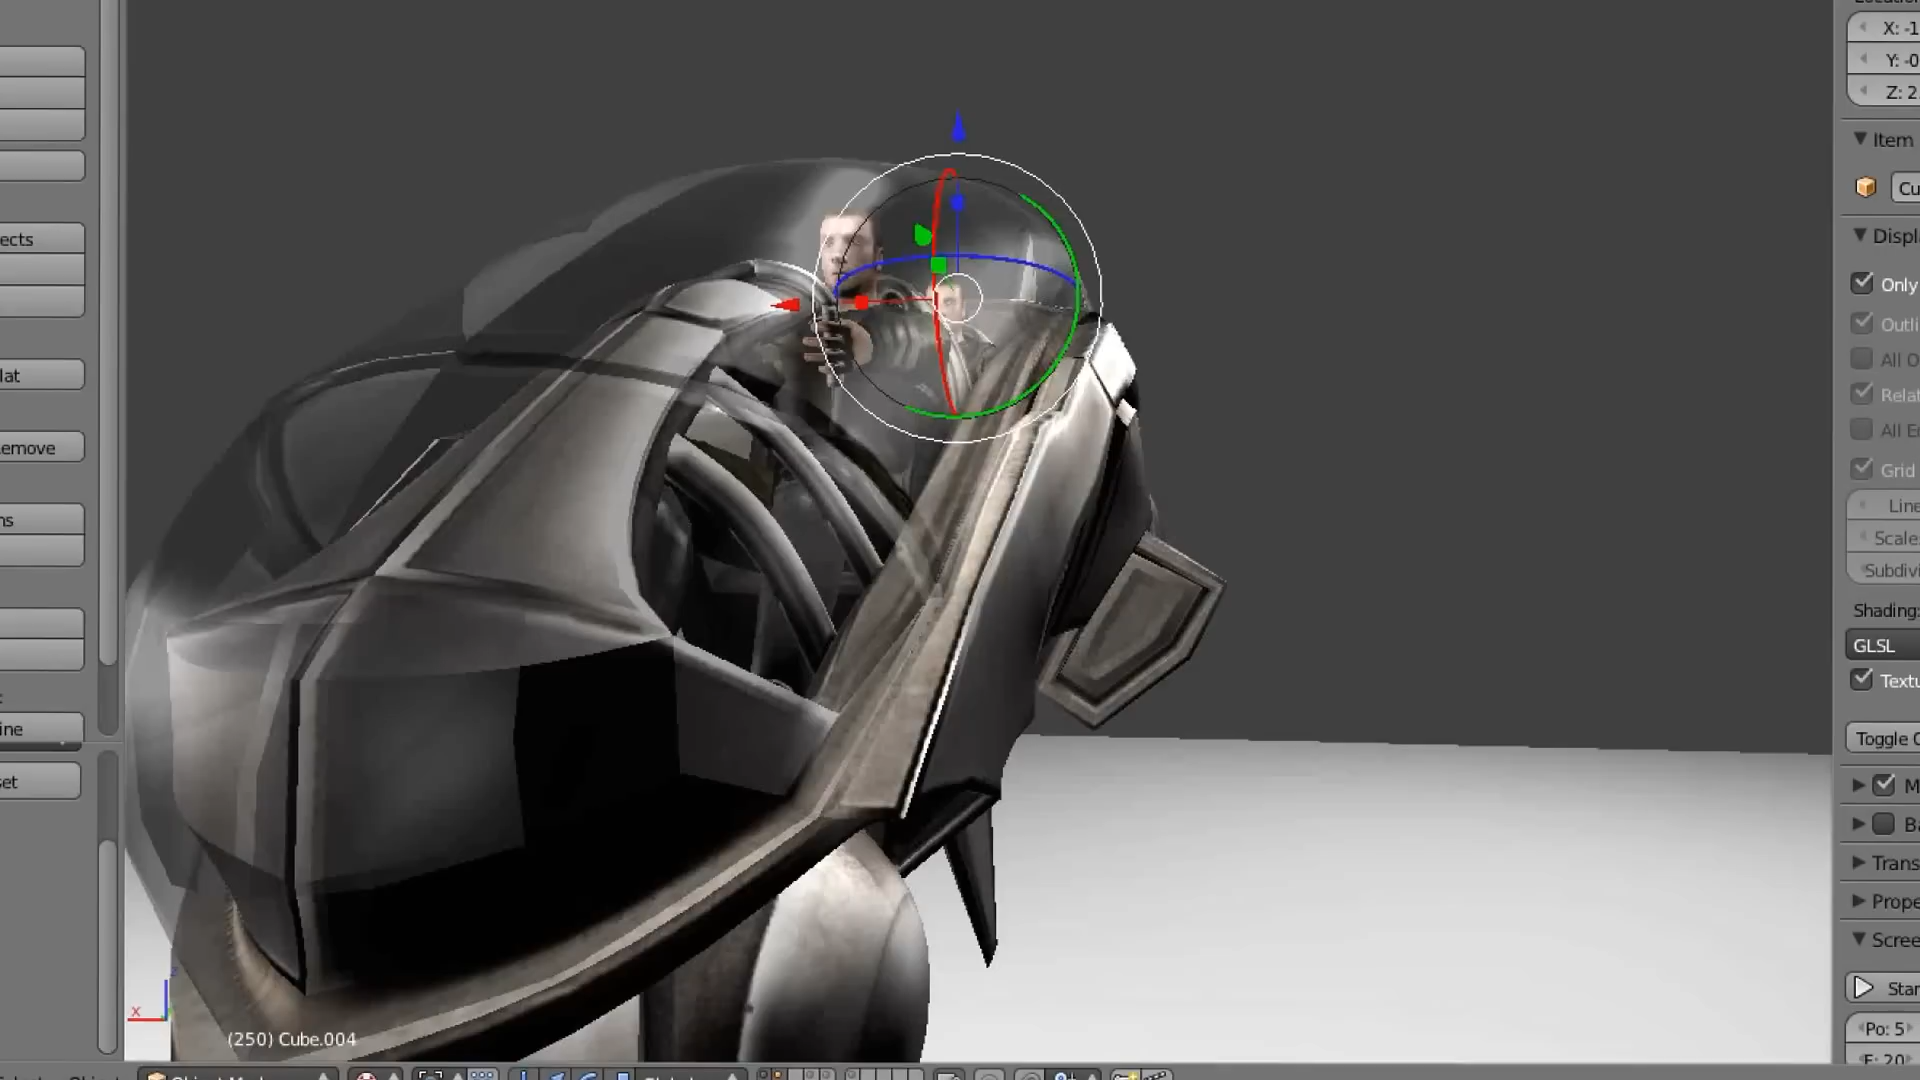 ects
lat
emove
ns
ine
set
X: -1
Y: -0
Z: 2
Item
Cu
Displ
Only
Outli
All O
Relat
All E
Grid
Line
Scale
Subdivi
Shading:
GLSL
Textu
Toggle
M
Ba
Trans
Prope
Scree
Star
Po: 5
z
x
(250) Cube.004